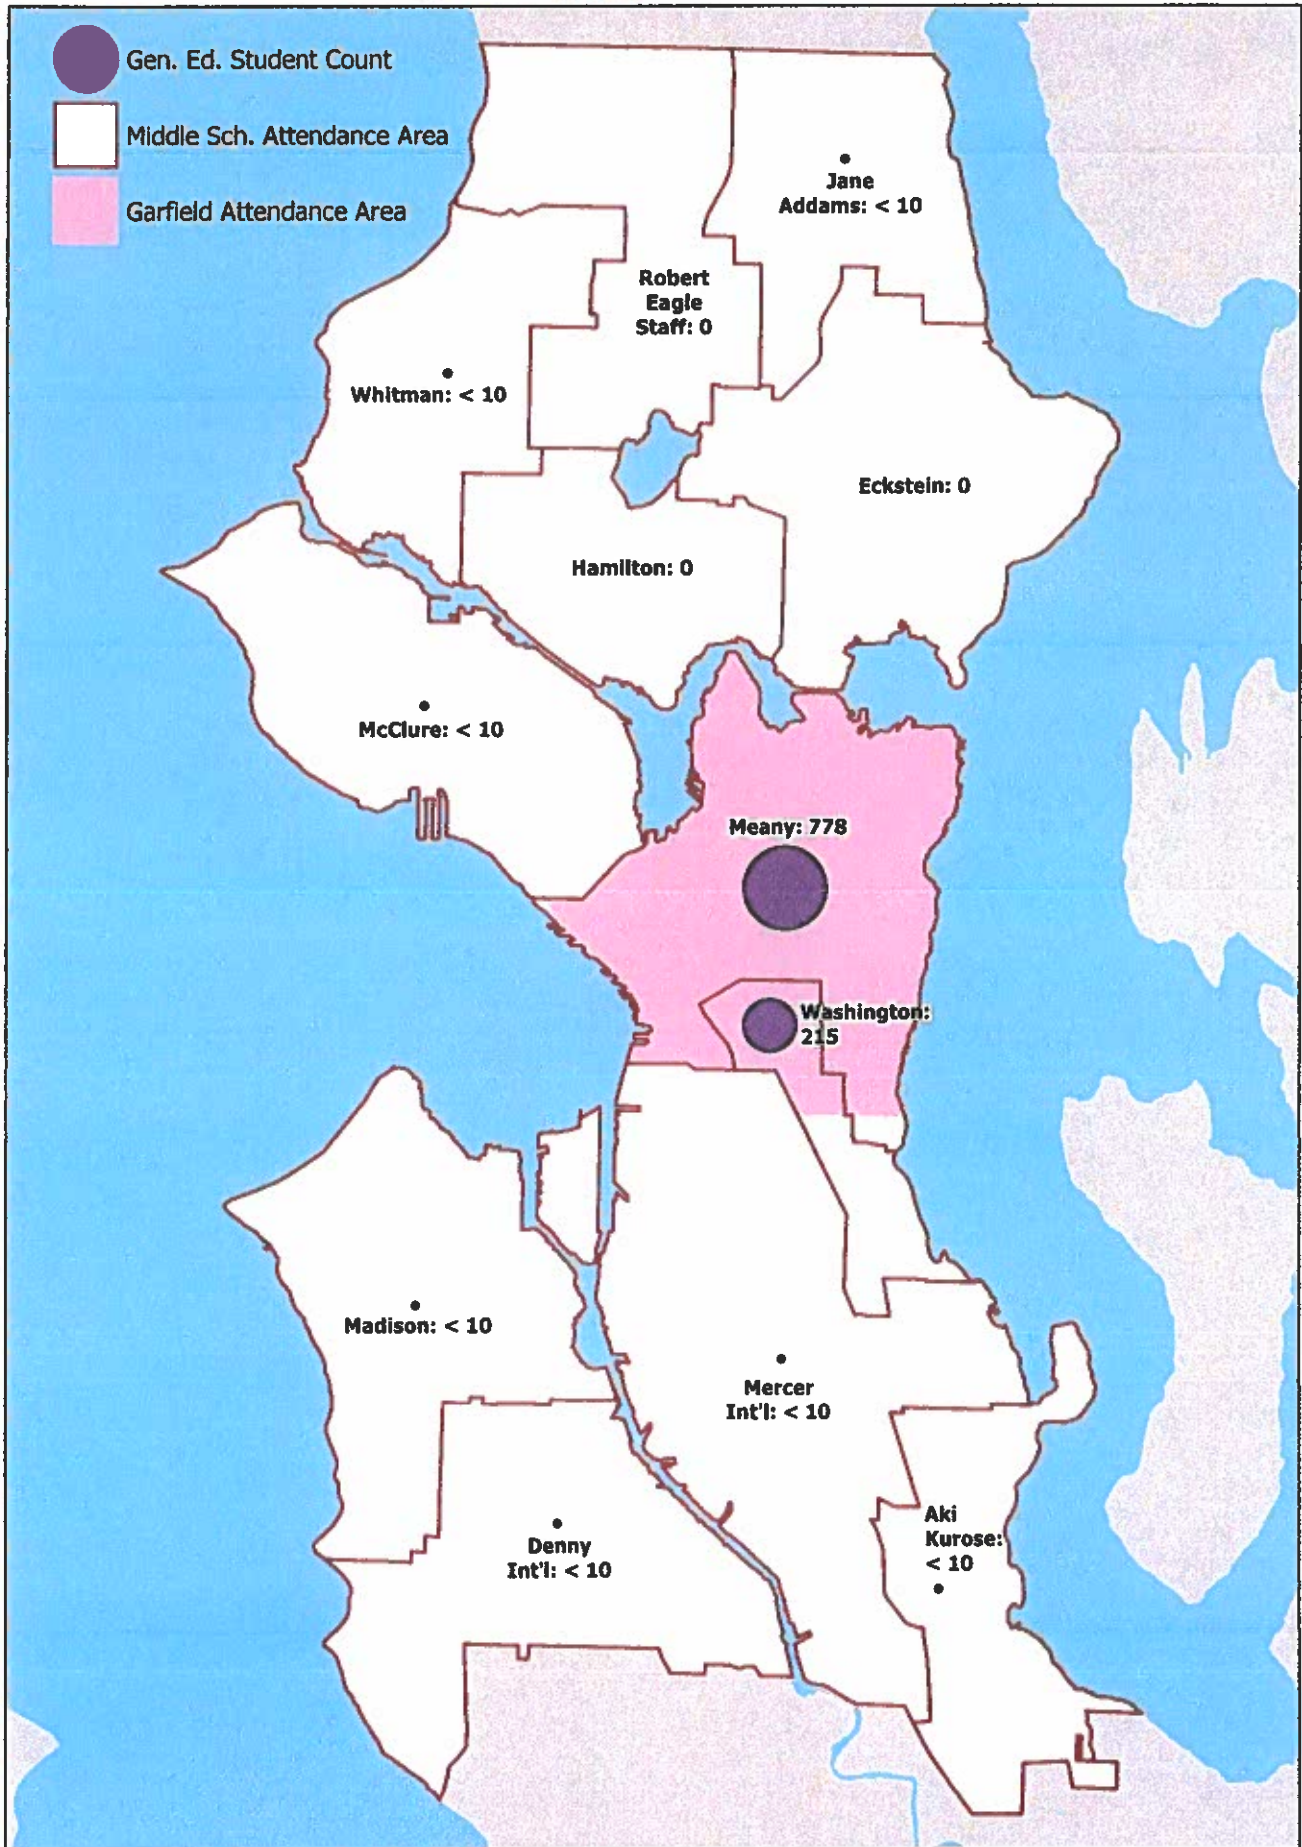 Gen. Ed. Student Count
Middle Sch. Attendance Area
Garfield Attendance Area
Jane
Addams: < 10
Robert
Eagle
Staff: 0
Whitman: < 10
Eckstein: 0
Hamilton: 0
McClure: < 10
Meany: 778
Washington:
215
Madison: < 10
Mercer
Int'l: < 10
Aki
Kurose:
< 10
Denny
Int'l: < 10